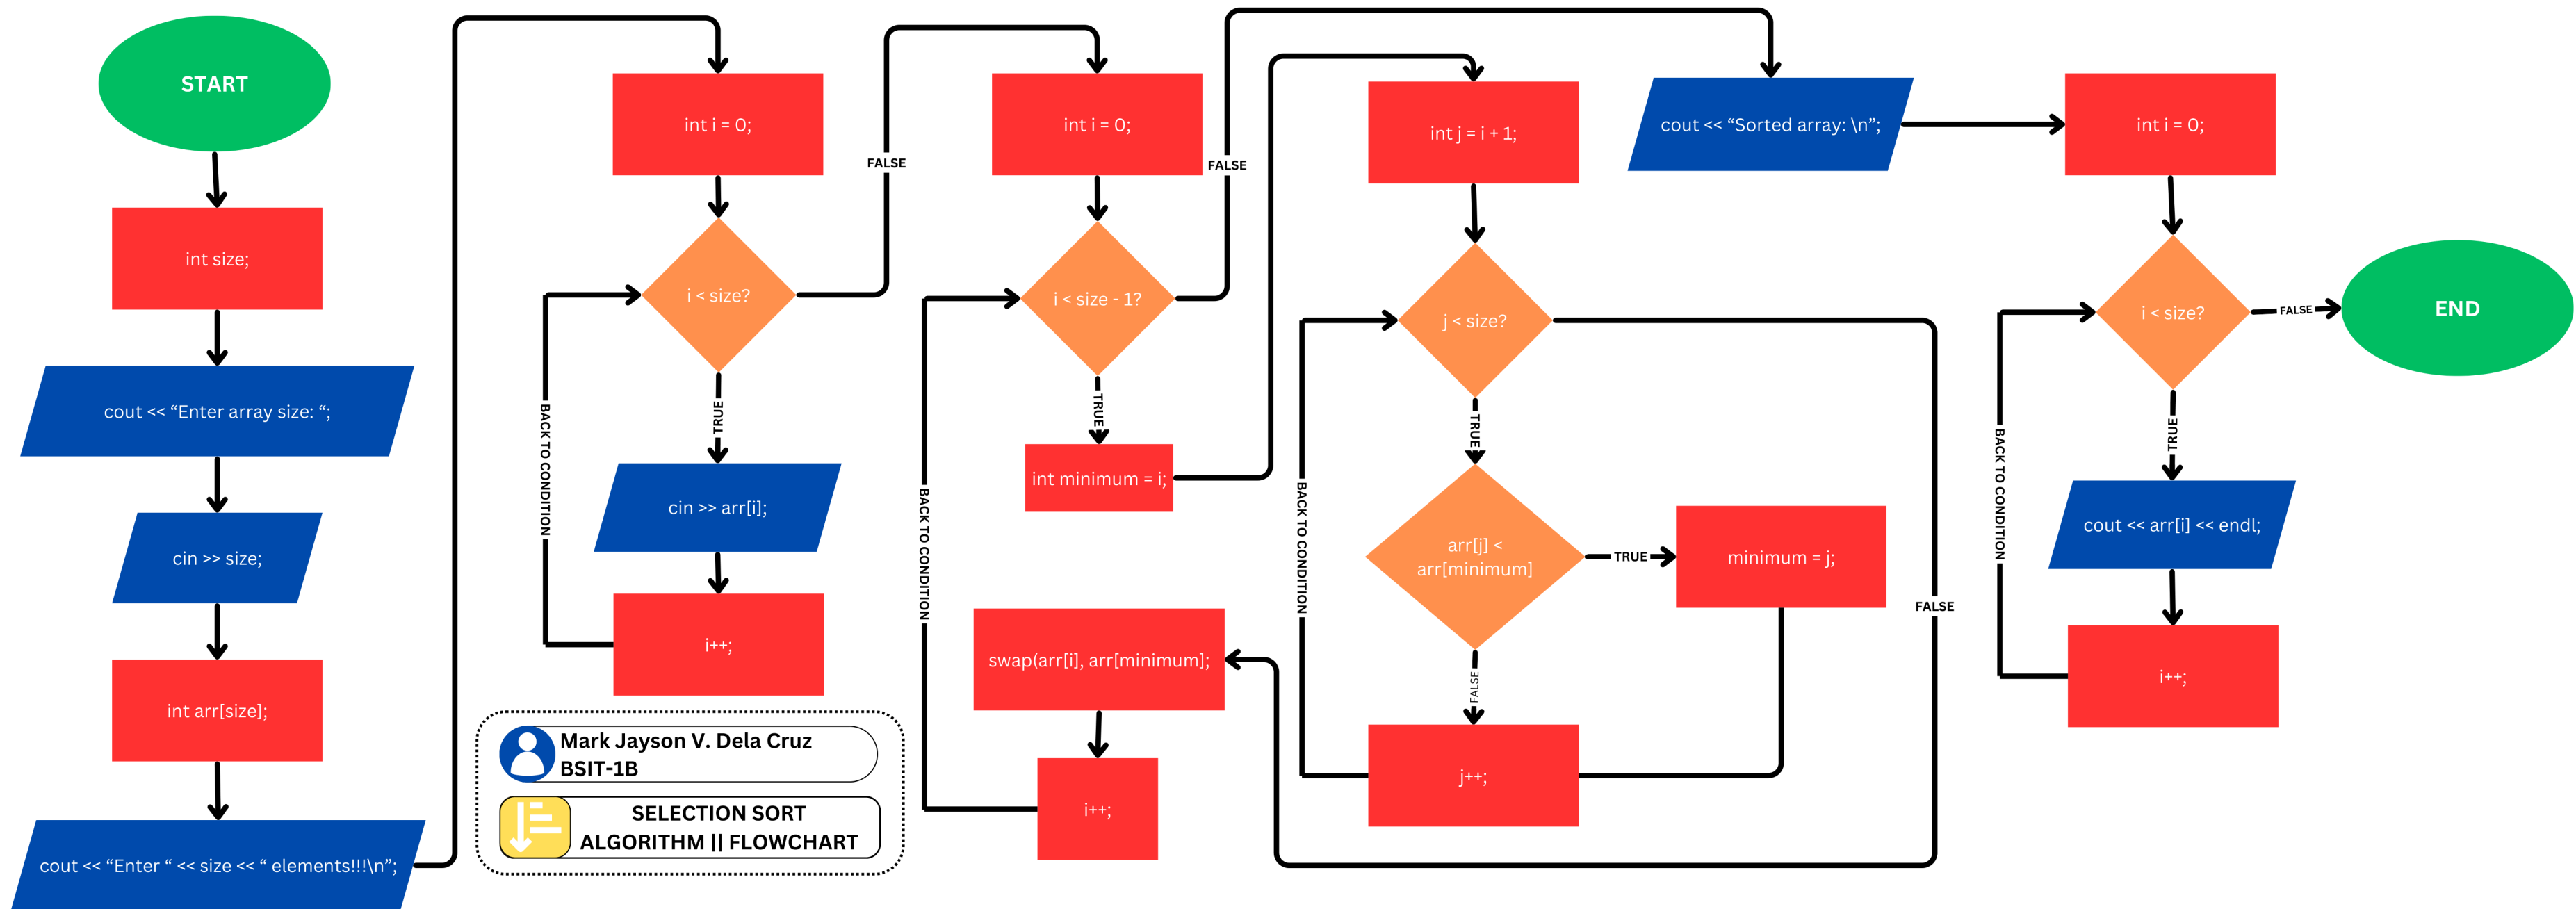 START
int size;
cout << “Enter array size: “;
cin >> size;
int arr[size];
cout << “Enter “ << size << “ elements!!!\n”;
int i = 0;
i < size?
FALSE
TRUE
BACK TO CONDITION
cin >> arr[i];
i++;
int i = 0;
i < size - 1?
FALSE
TRUE
BACK TO CONDITION
int minimum = i;
swap(arr[i], arr[minimum];
i++;
int j = i + 1;
j < size?
TRUE
BACK TO CONDITION
arr[j] <
arr[minimum]
TRUE
minimum = j;
FALSE
FALSE
j++;
cout << “Sorted array: \n”;
int i = 0;
i < size?
FALSE
END
TRUE
BACK TO CONDITION
cout << arr[i] << endl;
i++;
Mark Jayson V. Dela Cruz
BSIT-1B
SELECTION SORT
ALGORITHM || FLOWCHART